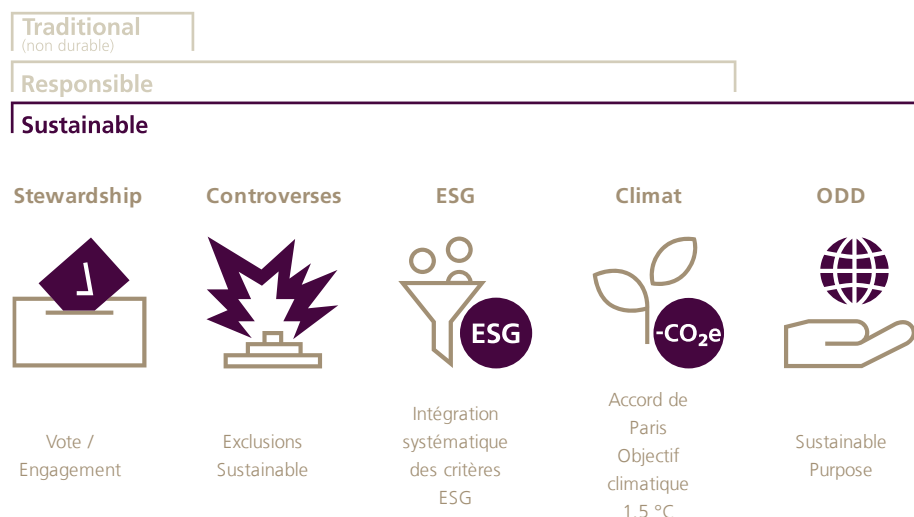 Traditional
(non durable)
Responsible
Sustainable
Stewardship
Controverses
ESG
Climat
ODD
ESG
-CO₂e
Vote /
Engagement
Exclusions
Sustainable
Intégration
systématique
des critères
ESG
Accord de
Paris
Objectif
climatique
1.5 °C
Sustainable
Purpose